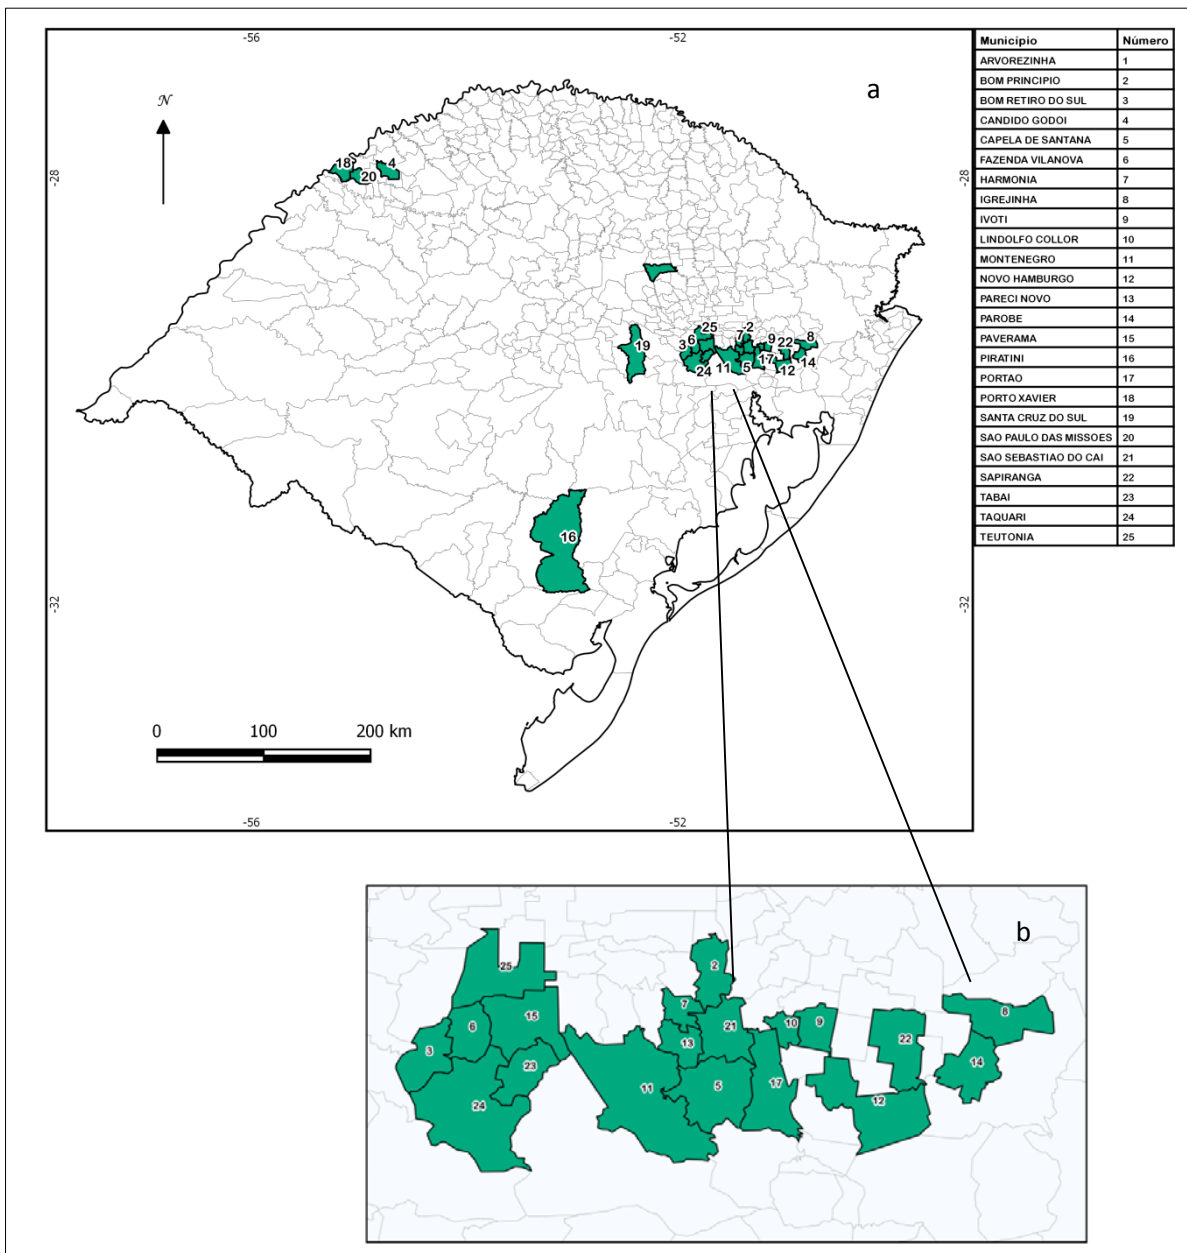 -56 -52
a
N
-28 -28
18 4
20
25 -2
3 6 7 9 22 8
19
24 11 5 17 12 14
16
-32 -32
0 100 200 km
-56 -52
Município Número
ARVOREZINHA 1
BOM PRINCIPIO 2
BOM RETIRO DO SUL 3
CANDIDO GODOI 4
CAPELA DE SANTANA 5
FAZENDA VILANOVA 6
HARMONIA 7
IGREJINHA 8
IVOTI 9
LINDOLFO COLLOR 10
MONTENEGRO 11
NOVO HAMBURGO 12
PARECI NOVO 13
PAROBE 14
PAVERAMA 15
PIRATINI 16
PORTAO 17
PORTO XAVIER 18
SANTA CRUZ DO SUL 19
SAO PAULO DAS MISSOES 20
SAO SEBASTIAO DO CAI 21
SAPIRANGA 22
TABAI 23
TAQUARI 24
TEUTONIA 25
b
25 2
7
6 15 21 10 9 8
3 13 22
23 14
11 5 17
24 12